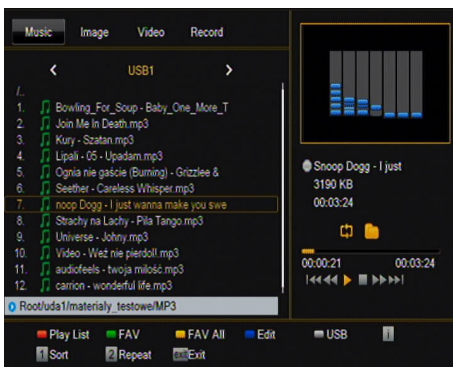 Music Image Video Record
USB1
/..
1. Bowling_For_Soup - Baby_One_More_T
2. Join Me In Death.mp3
3. Kury - Szatan.mp3
4. Lipali - 05 - Upadam.mp3
5. Ognia nie gaście (Burning) - Grizzlee &
6. Seether - Careless Whisper.mp3
7. noop Dogg - I just wanna make you swe
8. Strachy na Lachy - Piła Tango.mp3
9. Universe - Johny.mp3
10. Video - Weź nie pierdol!.mp3
11. audiofeels - twoja miłość.mp3
12. carrion - wonderful life.mp3
Root/uda1/materiały_testowe/MP3
Snoop Dogg - I just
3190 KB
00:03:24
00:00:21 00:03:24
Play List FAV FAV All Edit USB i
1 Sort 2 Repeat exit Exit